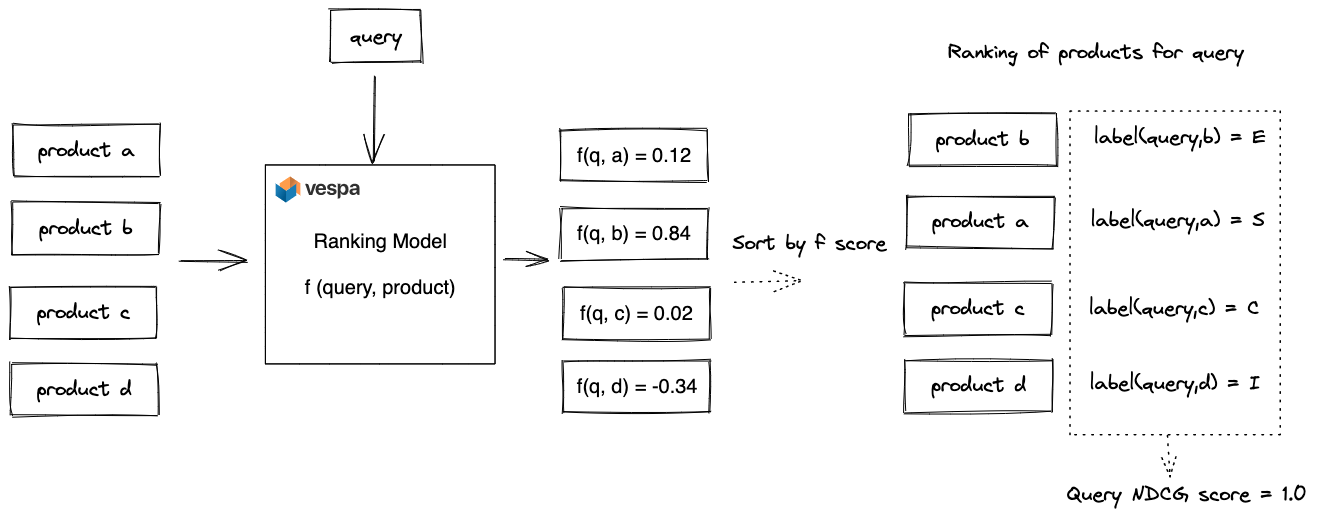 query
product a
product b
product c
product d
vespa
Ranking Model
f (query, product)
f(q, a) = 0.12
f(q, b) = 0.84
f(q, c) = 0.02
f(q, d) = -0.34
Sort by f score
Ranking of products for query
product b
label(query,b) = E
product a
label(query,a) = S
product c
label(query,c) = C
product d
label(query,d) = I
Query NDCG score = 1.0